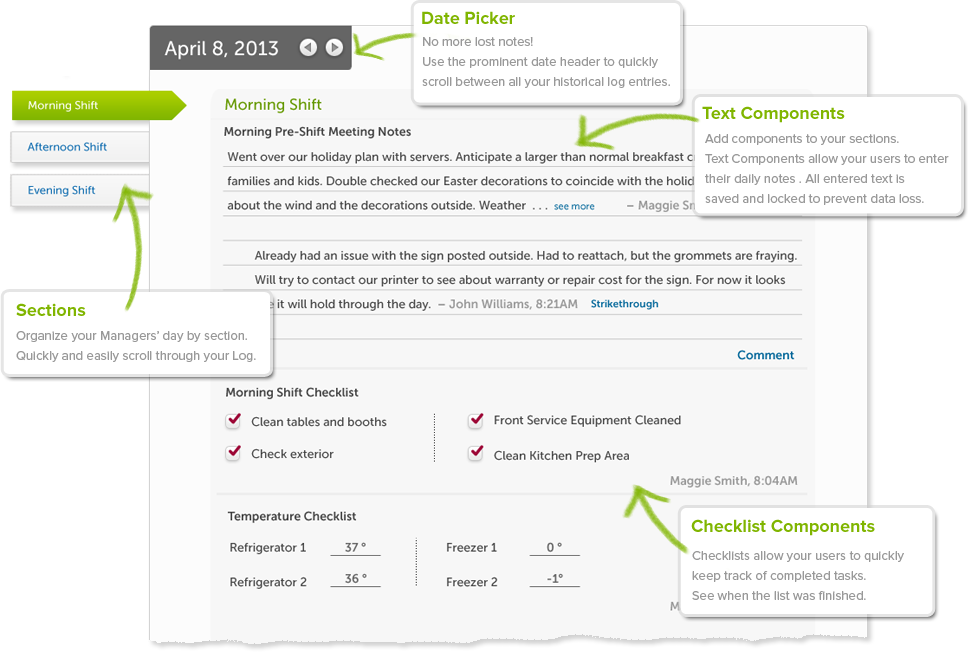 April 8, 2013
Date Picker
No more lost notes!
Use the prominent date header to quickly
scroll between all your historical log entries.
Morning Shift
Afternoon Shift
Evening Shift
Morning Shift
Morning Pre-Shift Meeting Notes
Went over our holiday plan with servers. Anticipate a larger than normal breakfast
families and kids. Double checked our Easter decorations to coincide with the
about the wind and the decorations outside. Weather . . . see more – Maggie
Text Components
Add components to your sections.
Text Components allow your users to enter
their daily notes . All entered text is
saved and locked to prevent data loss.
Already had an issue with the sign posted outside. Had to reattach, but the grommets are fraying.
Will try to contact our printer to see about warranty or repair cost for the sign. For now it looks
it will hold through the day. – John Williams, 8:21AM Strikethrough
Comment
Sections
Organize your Managers' day by section.
Quickly and easily scroll through your Log.
Morning Shift Checklist
Clean tables and booths
Front Service Equipment Cleaned
Check exterior
Clean Kitchen Prep Area
Maggie Smith, 8:04AM
Temperature Checklist
Refrigerator 1 37 ° Freezer 1 0 °
Refrigerator 2 36 ° Freezer 2 -1°
Checklist Components
Checklists allow your users to quickly
keep track of completed tasks.
See when the list was finished.